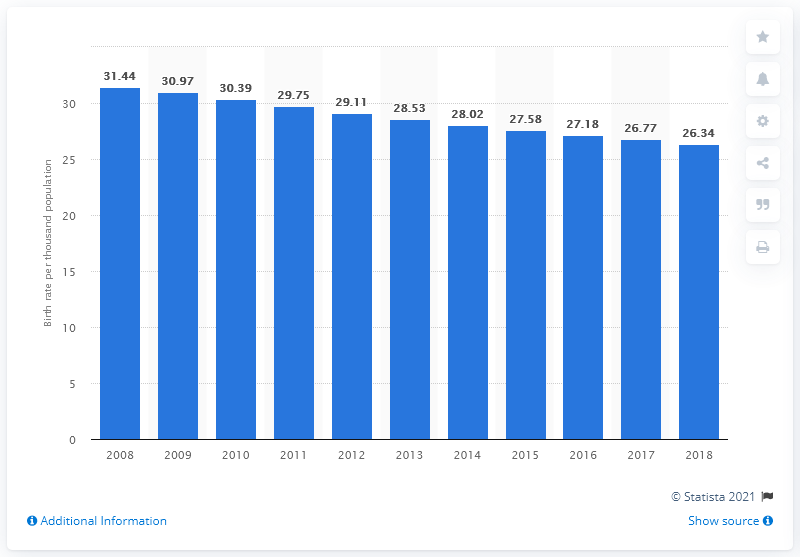 31.44 30.97 30.39 29.75 29.11 28.53 28.02 27.58 27.18 26.77 26.34
Birth rate per thousand population
30
25
20
15
10
5
0
2008 2009 2010 2011 2012 2013 2014 2015 2016 2017 2018
© Statista 2021
Additional Information
Show source